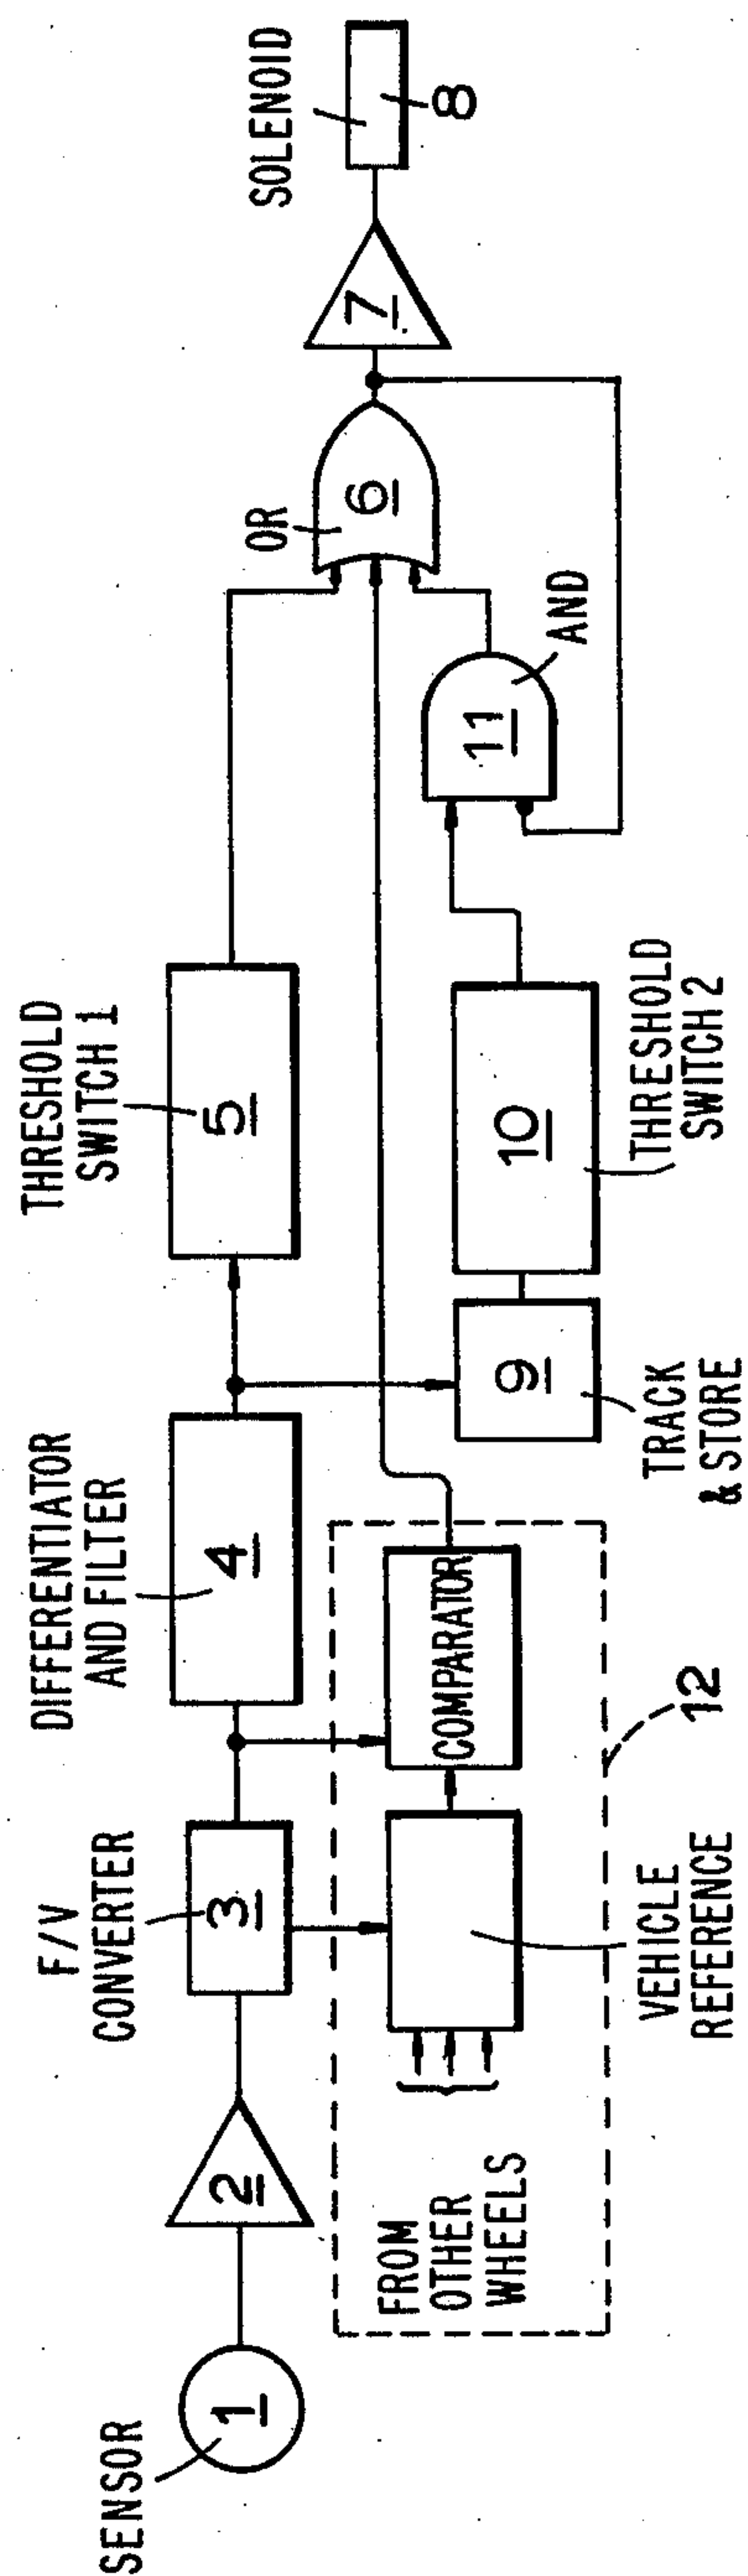 SENSOR
1
2
F/V
CONVERTER
3
DIFFERENTIATOR
AND FILTER
4
THRESHOLD
SWITCH 1
5
OR
6
7
SOLENOID
8
FROM
OTHER
WHEELS
VEHICLE
REFERENCE
COMPARATOR
12
TRACK
& STORE
9
10
THRESHOLD
SWITCH 2
11
AND